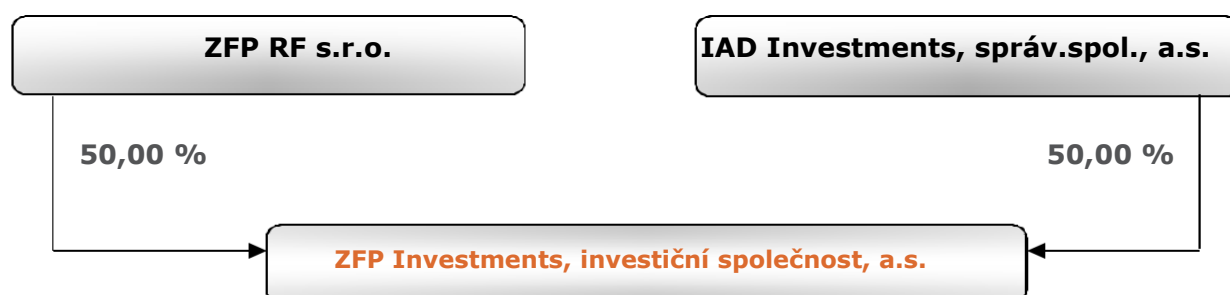 ZFP RF s.r.o.
IAD Investments, správ.spol., a.s.
50,00 %
50,00 %
ZFP Investments, investiční společnost, a.s.